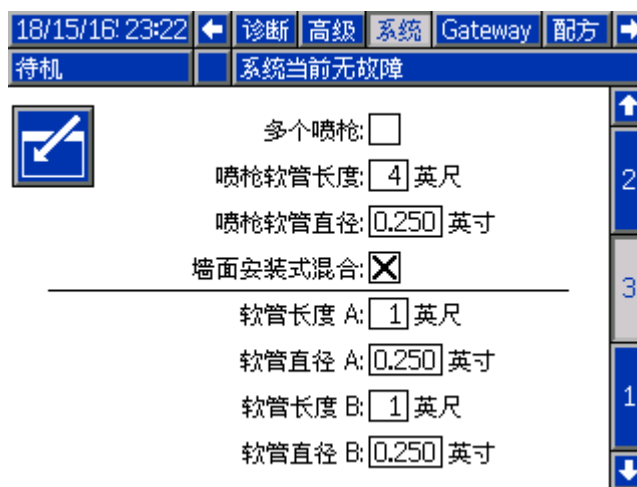 18/15/16! 23:22 诊断 高级 系统 Gateway 配方
待机 系统当前无故障
多个喷枪:
2
喷枪软管长度: 4 英尺
喷枪软管直径: 0.250 英寸
墙面安装式混合:
3
软管长度 A: 1 英尺
软管直径 A: 0.250 英寸
软管长度 B: 1 英尺
1
软管直径 B: 0.250 英寸